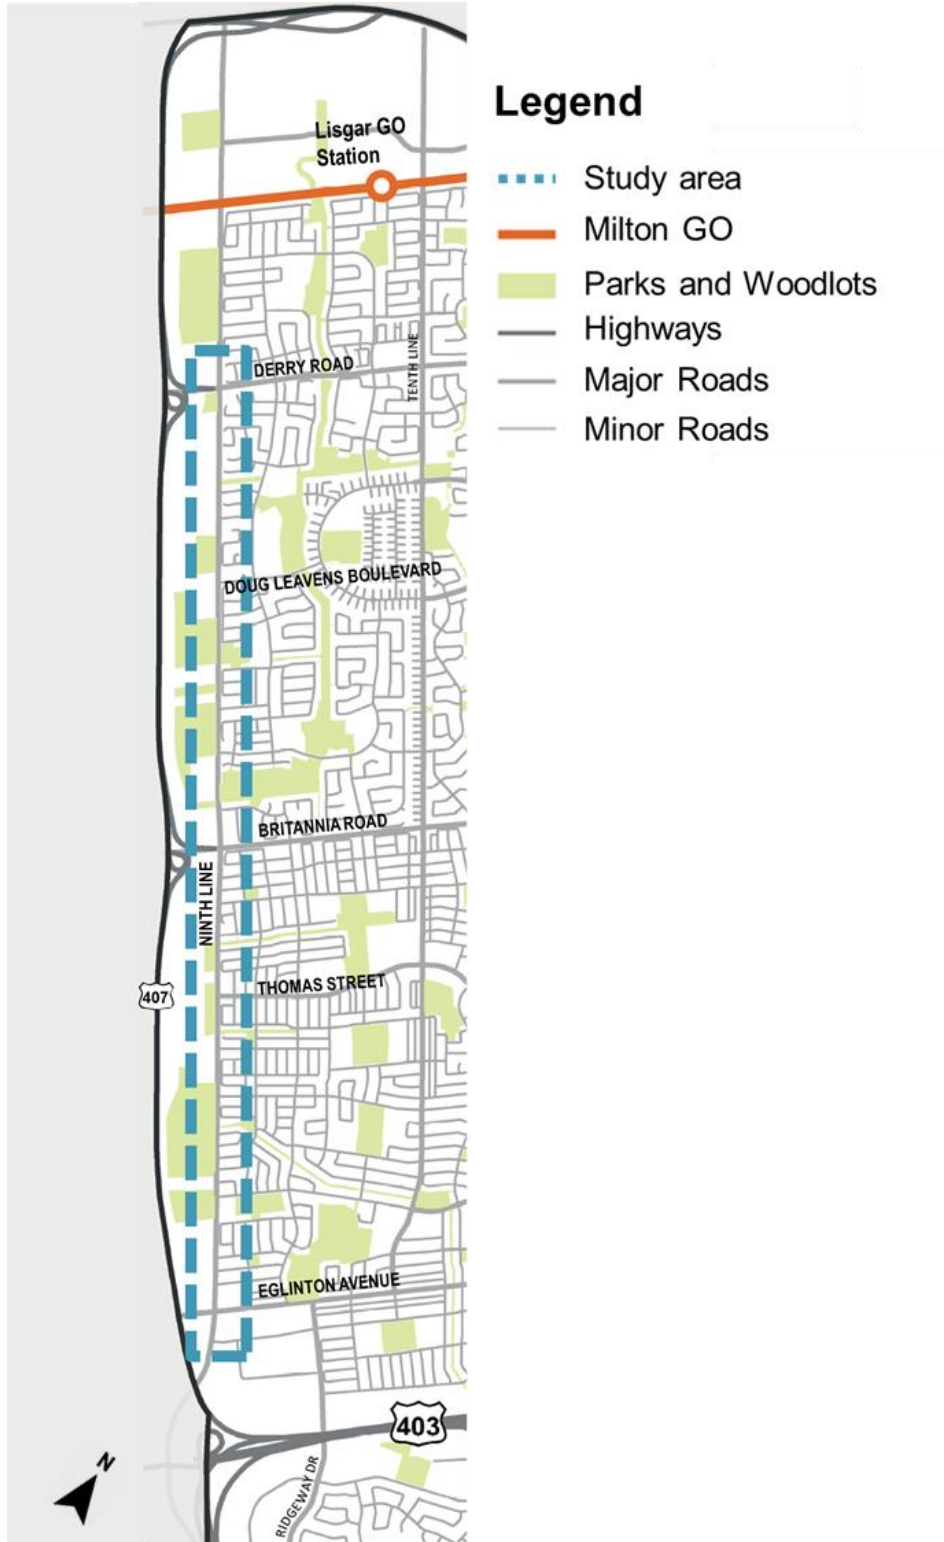 Legend
Study area
Milton GO
Parks and Woodlots
Highways
Major Roads
Minor Roads
Lisgar GO
Station
DERRY ROAD
TENTH LINE
DOUG LEAVENS BOULEVARD
BRITANNIA ROAD
NINTH LINE
THOMAS STREET
407
EGLINTON AVENUE
403
N
RIDGEWAY DR